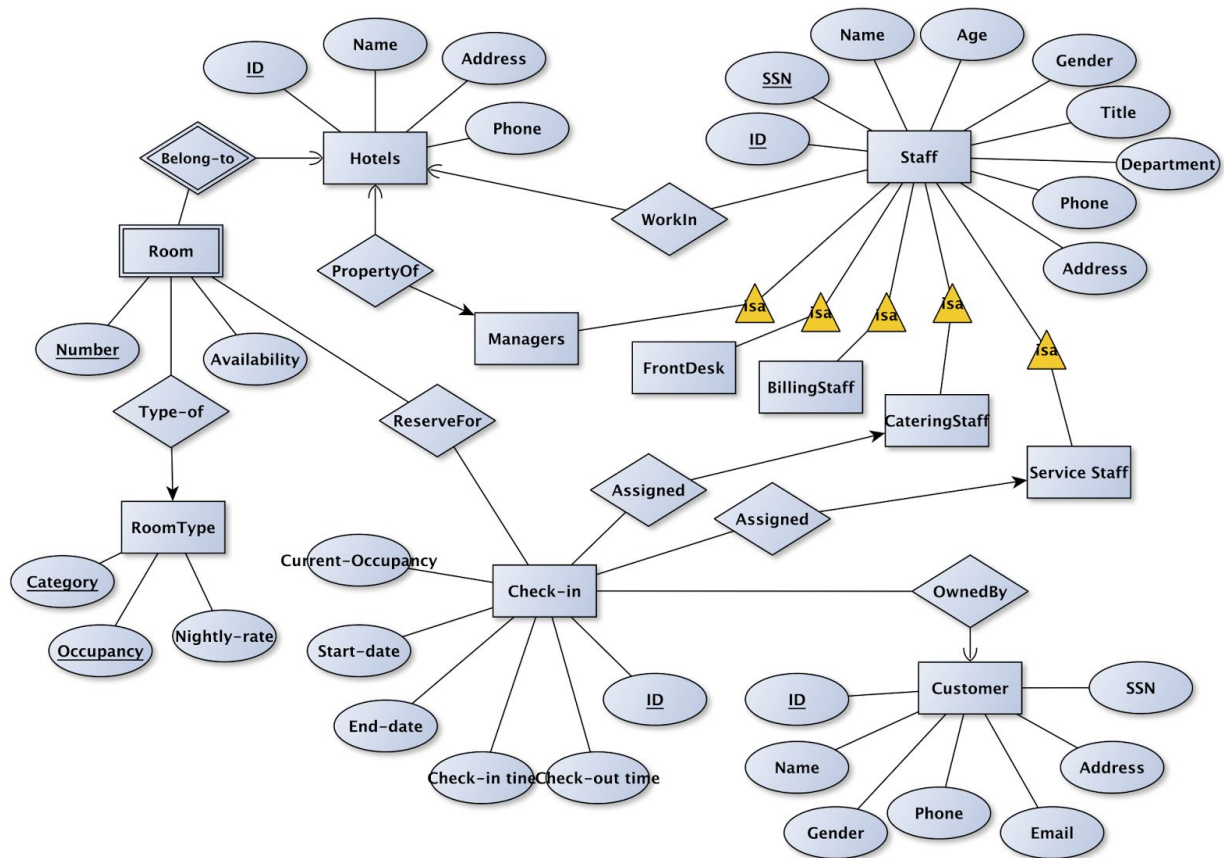 Name
Name
Age
ID
Address
Gender
SSN
Title
Phone
ID
Belong-to
Hotels
Staff
Department
WorkIn
Phone
Room
PropertyOf
Address
isa
isa
isa
isa
isa
Managers
Number
Availability
FrontDesk
BillingStaff
Type-of
ReserveFor
CateringStaff
Service Staff
Assigned
Assigned
RoomType
Current-Occupancy
Category
Check-in
OwnedBy
Occupancy
Nightly-rate
Start-date
ID
Customer
SSN
ID
End-date
Name
Address
Check-in tine
Check-out time
Phone
Gender
Email